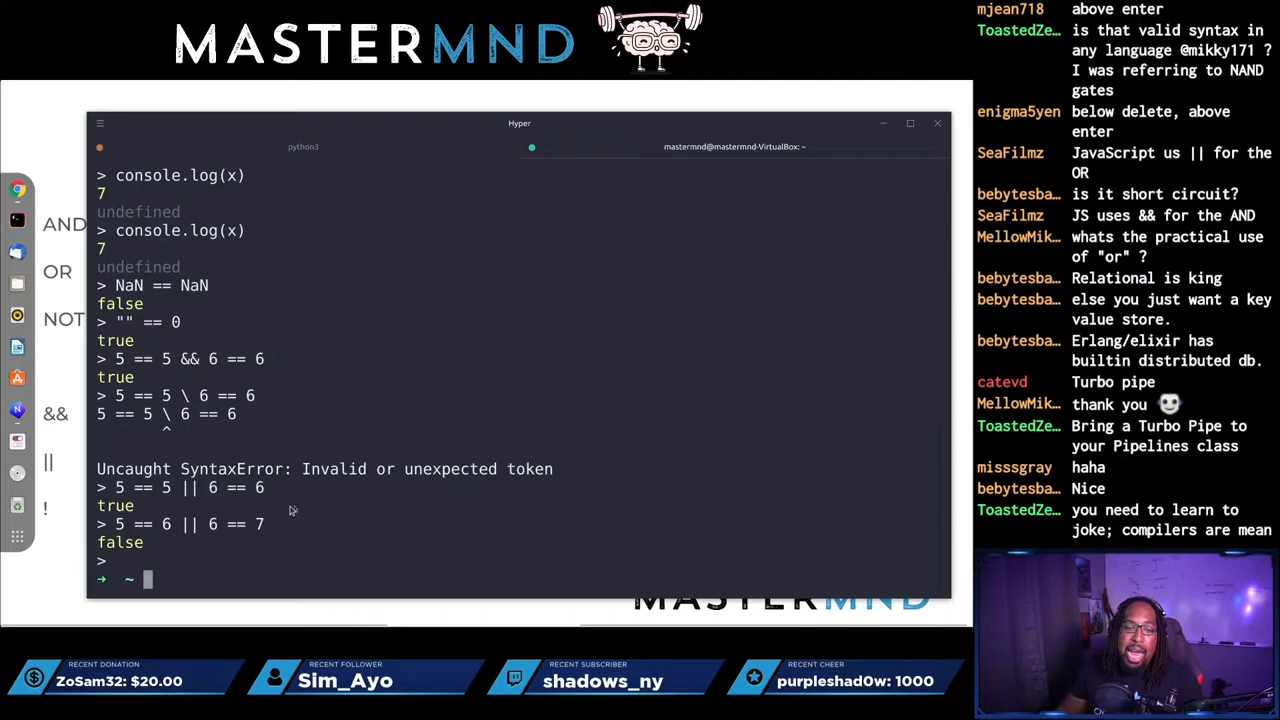 MASTERMND
Hyper
python3
mastermnd@mastermnd-VirtualBox: ~
> console.log(x)
7
undefined
> console.log(x)
7
undefined
> NaN == NaN
false
> "" == 0
true
> 5 == 5 && 6 == 6
true
> 5 == 5 \ 6 == 6
5 == 5 \ 6 == 6
^
Uncaught SyntaxError: Invalid or unexpected token
> 5 == 5 || 6 == 6
true
> 5 == 6 || 6 == 7
false
>
→ ~
AND
OR
NOT
&&
||
!
MASTERMND
mjean718 above enter
ToastedZe… is that valid syntax in
any language @mikky171 ?
I was referring to NAND
gates
enigma5yen below delete, above
enter
SeaFilmz JavaScript us || for the
OR
bebytesba… is it short circuit?
SeaFilmz JS uses && for the AND
MellowMik… whats the practical use
of "or" ?
bebytesba… Relational is king
bebytesba… else you just want a key
value store.
bebytesba… Erlang/elixir has
builtin distributed db.
catevd Turbo pipe
MellowMik… thank you
ToastedZe… Bring a Turbo Pipe to
your Pipelines class
misssgray haha
bebytesba… Nice
ToastedZe… you need to learn to
joke; compilers are mean
RECENT DONATION
ZoSam32: $20.00
RECENT FOLLOWER
Sim_Ayo
RECENT SUBSCRIBER
shadows_ny
RECENT CHEER
purpleshad0w: 1000